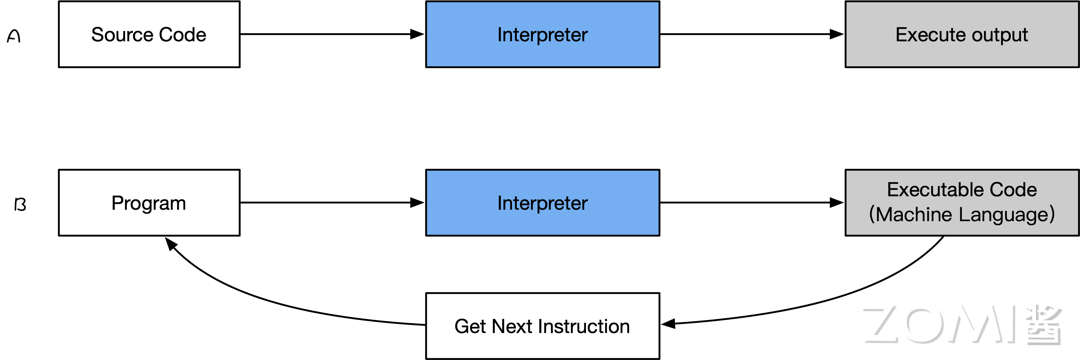 A
Source Code
Interpreter
Execute output
B
Program
Interpreter
Executable Code
(Machine Language)
Get Next Instruction
ZOMI酱